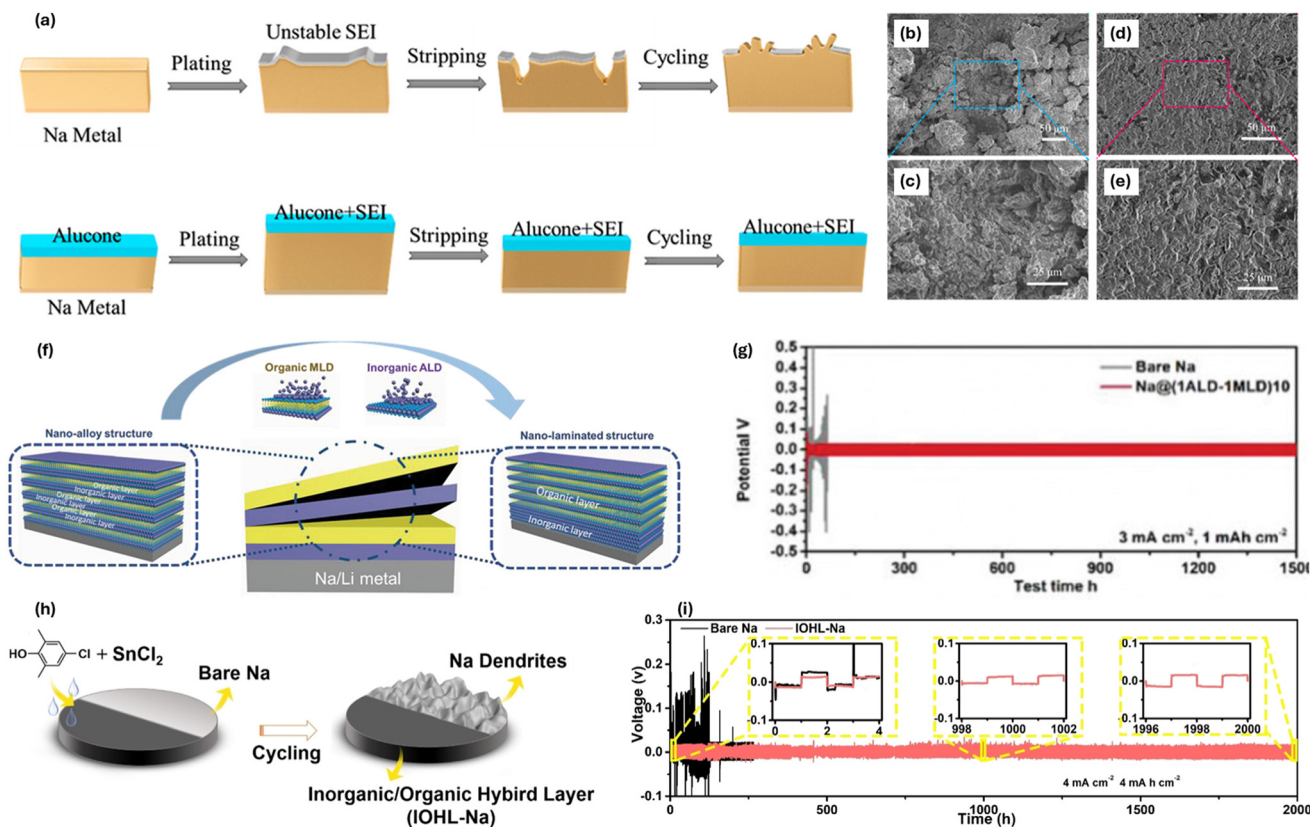 (a)
Unstable SEI
Plating
Stripping
Cycling
Na Metal
Alucone
Plating
Alucone+SEI
Stripping
Alucone+SEI
Cycling
Alucone+SEI
Na Metal
(b)
50 μm
(c)
25 μm
(d)
50 μm
(e)
25 μm
(f)
Organic MLD
Inorganic ALD
Nano-alloy structure
Organic layer
Inorganic layer
Organic layer
Inorganic layer
Organic layer
Inorganic layer
Nano-laminated structure
Organic layer
Inorganic layer
Na/Li metal
(g)
Potential V
0.5
0.4
0.3
0.2
0.1
0.0
-0.1
-0.2
-0.3
-0.4
-0.5
Bare Na
Na@(1ALD-1MLD)10
3 mA cm⁻², 1 mAh cm⁻²
0 300 600 900 1200 1500
Test time h
(h)
HO
Cl + SnCl₂
Bare Na
Cycling
Na Dendrites
Inorganic/Organic Hybird Layer
(IOHL-Na)
(i)
Voltage (v)
0.3
0.2
0.1
0.0
-0.1
Bare Na IOHL-Na
0.1
0.0
-0.1
0 2 4
0.1
0.0
-0.1
998 1000 1002
0.1
0.0
-0.1
1996 1998 2000
4 mA cm⁻² 4 mA h cm⁻²
0 500 1000 1500 2000
Time (h)